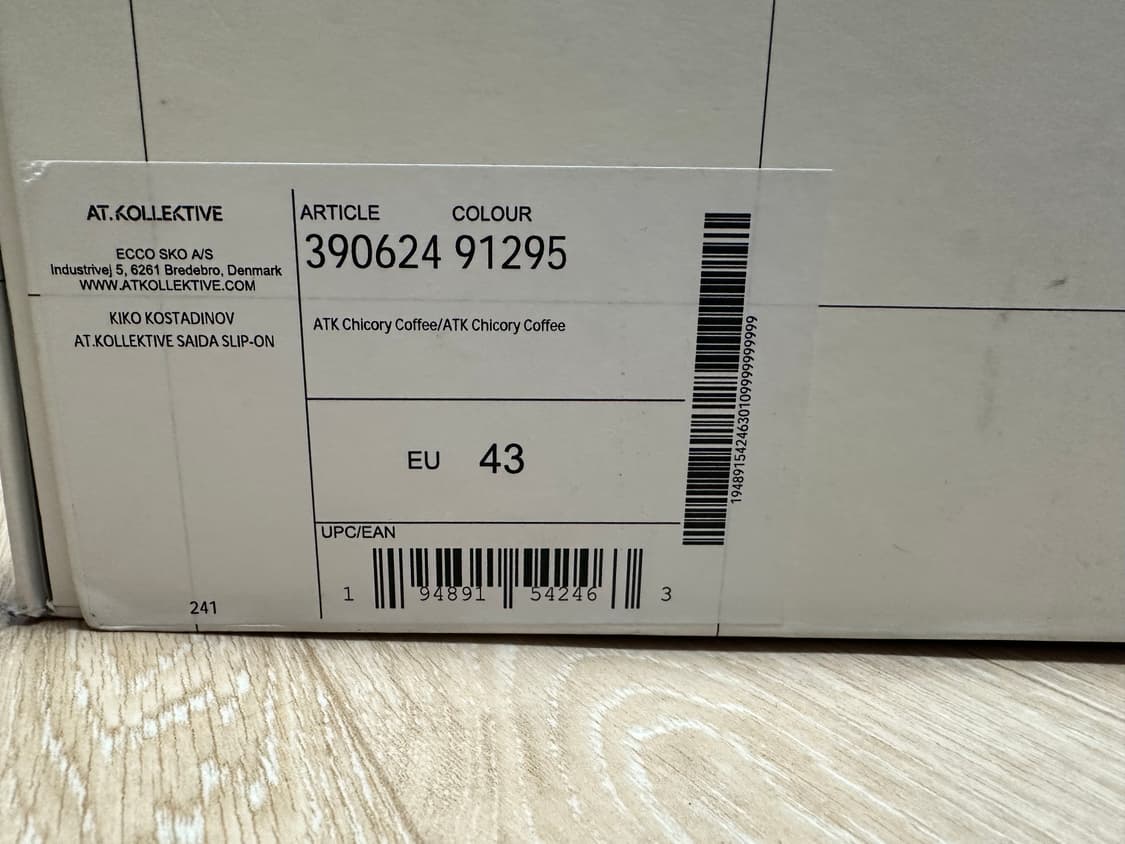 AT.KOLLEKTIVE
ECCO SKO A/S
Industrivej 5, 6261 Bredebro, Denmark
WWW.ATKOLLEKTIVE.COM
KIKO KOSTADINOV
AT.KOLLEKTIVE SAIDA SLIP-ON
241
ARTICLE COLOUR
390624 91295
ATK Chicory Coffee/ATK Chicory Coffee
EU 43
UPC/EAN
1 94891 54246 3
1948915424630109999999999999